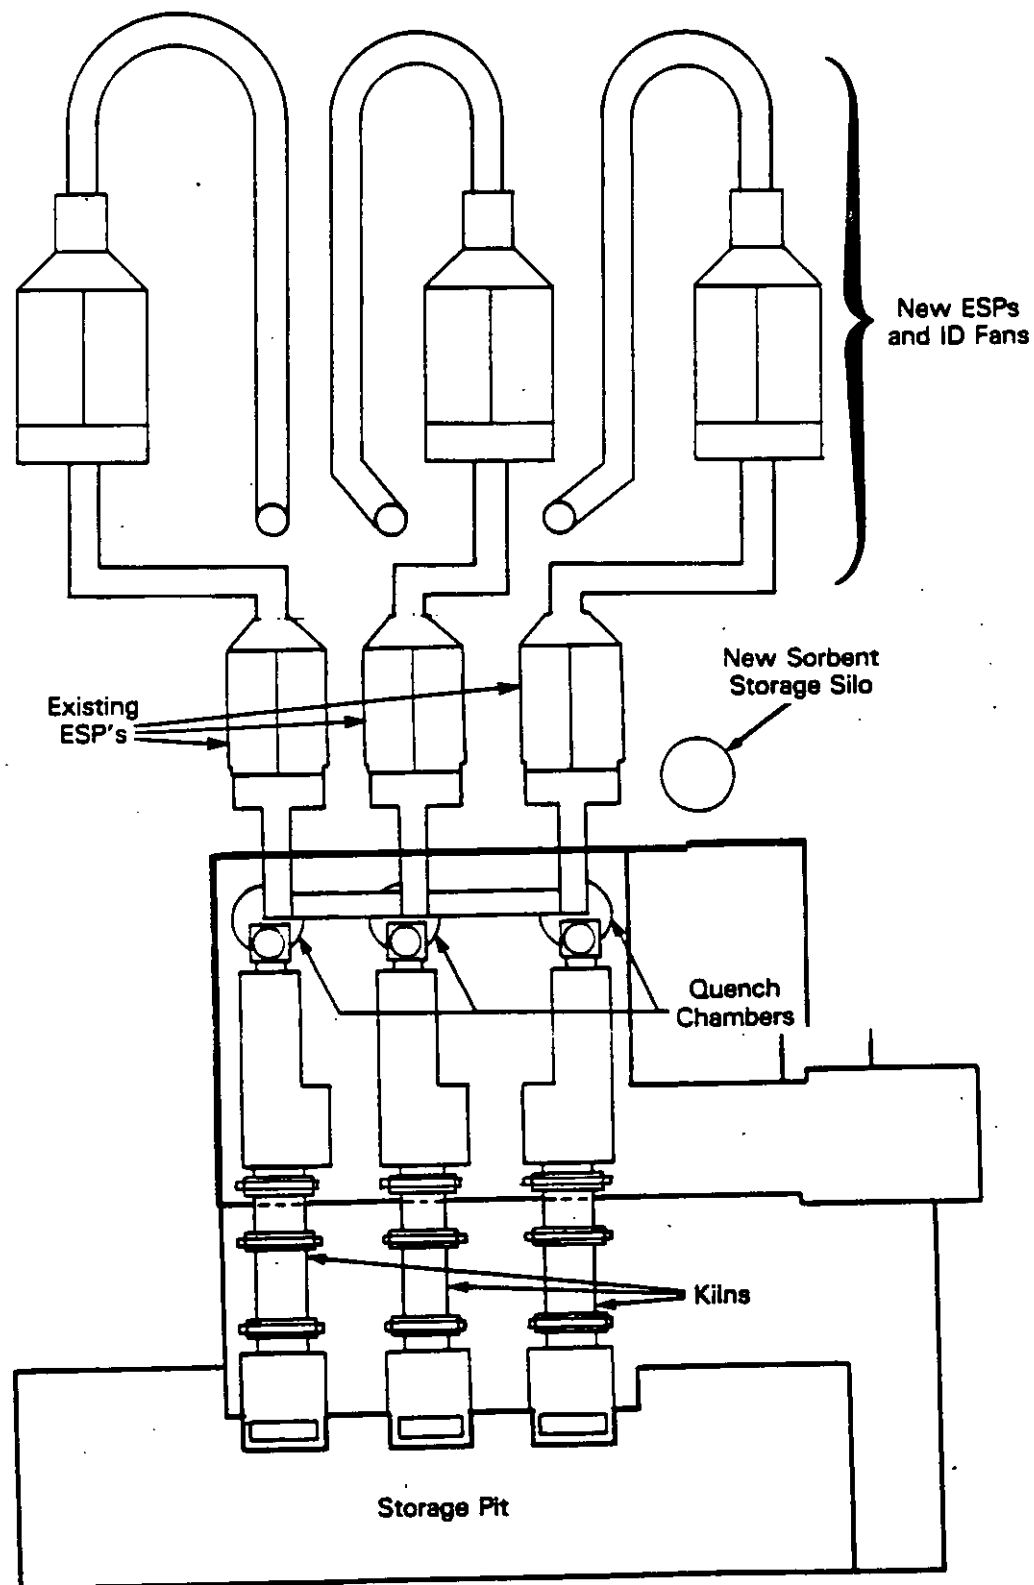 New ESPs
and ID Fans
New Sorbent
Storage Silo
Existing
ESP's
Quench
Chambers
Kilns
Storage Pit